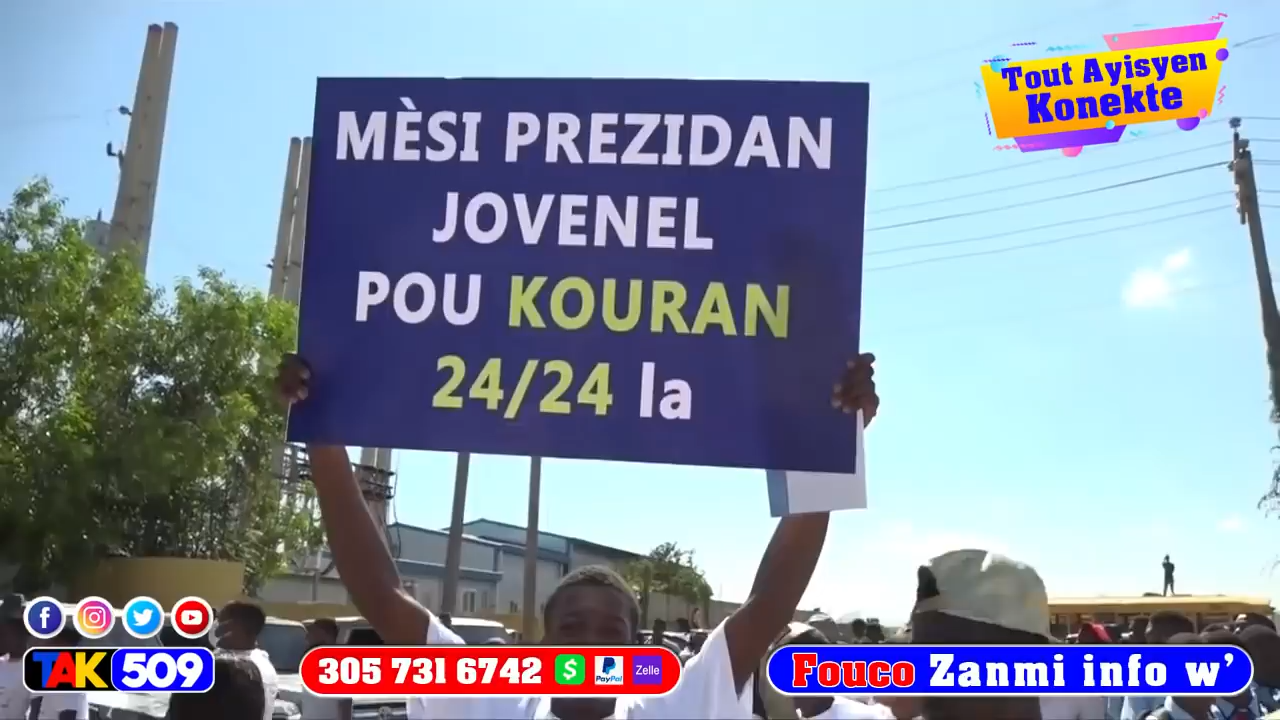 Tout Ayisyen
Konekte
MÈSI PREZIDAN
JOVENEL
POU KOURAN
24/24 la
TAK 509
305 731 6742 $ PayPal Zelle
Fouco Zanmi info w’